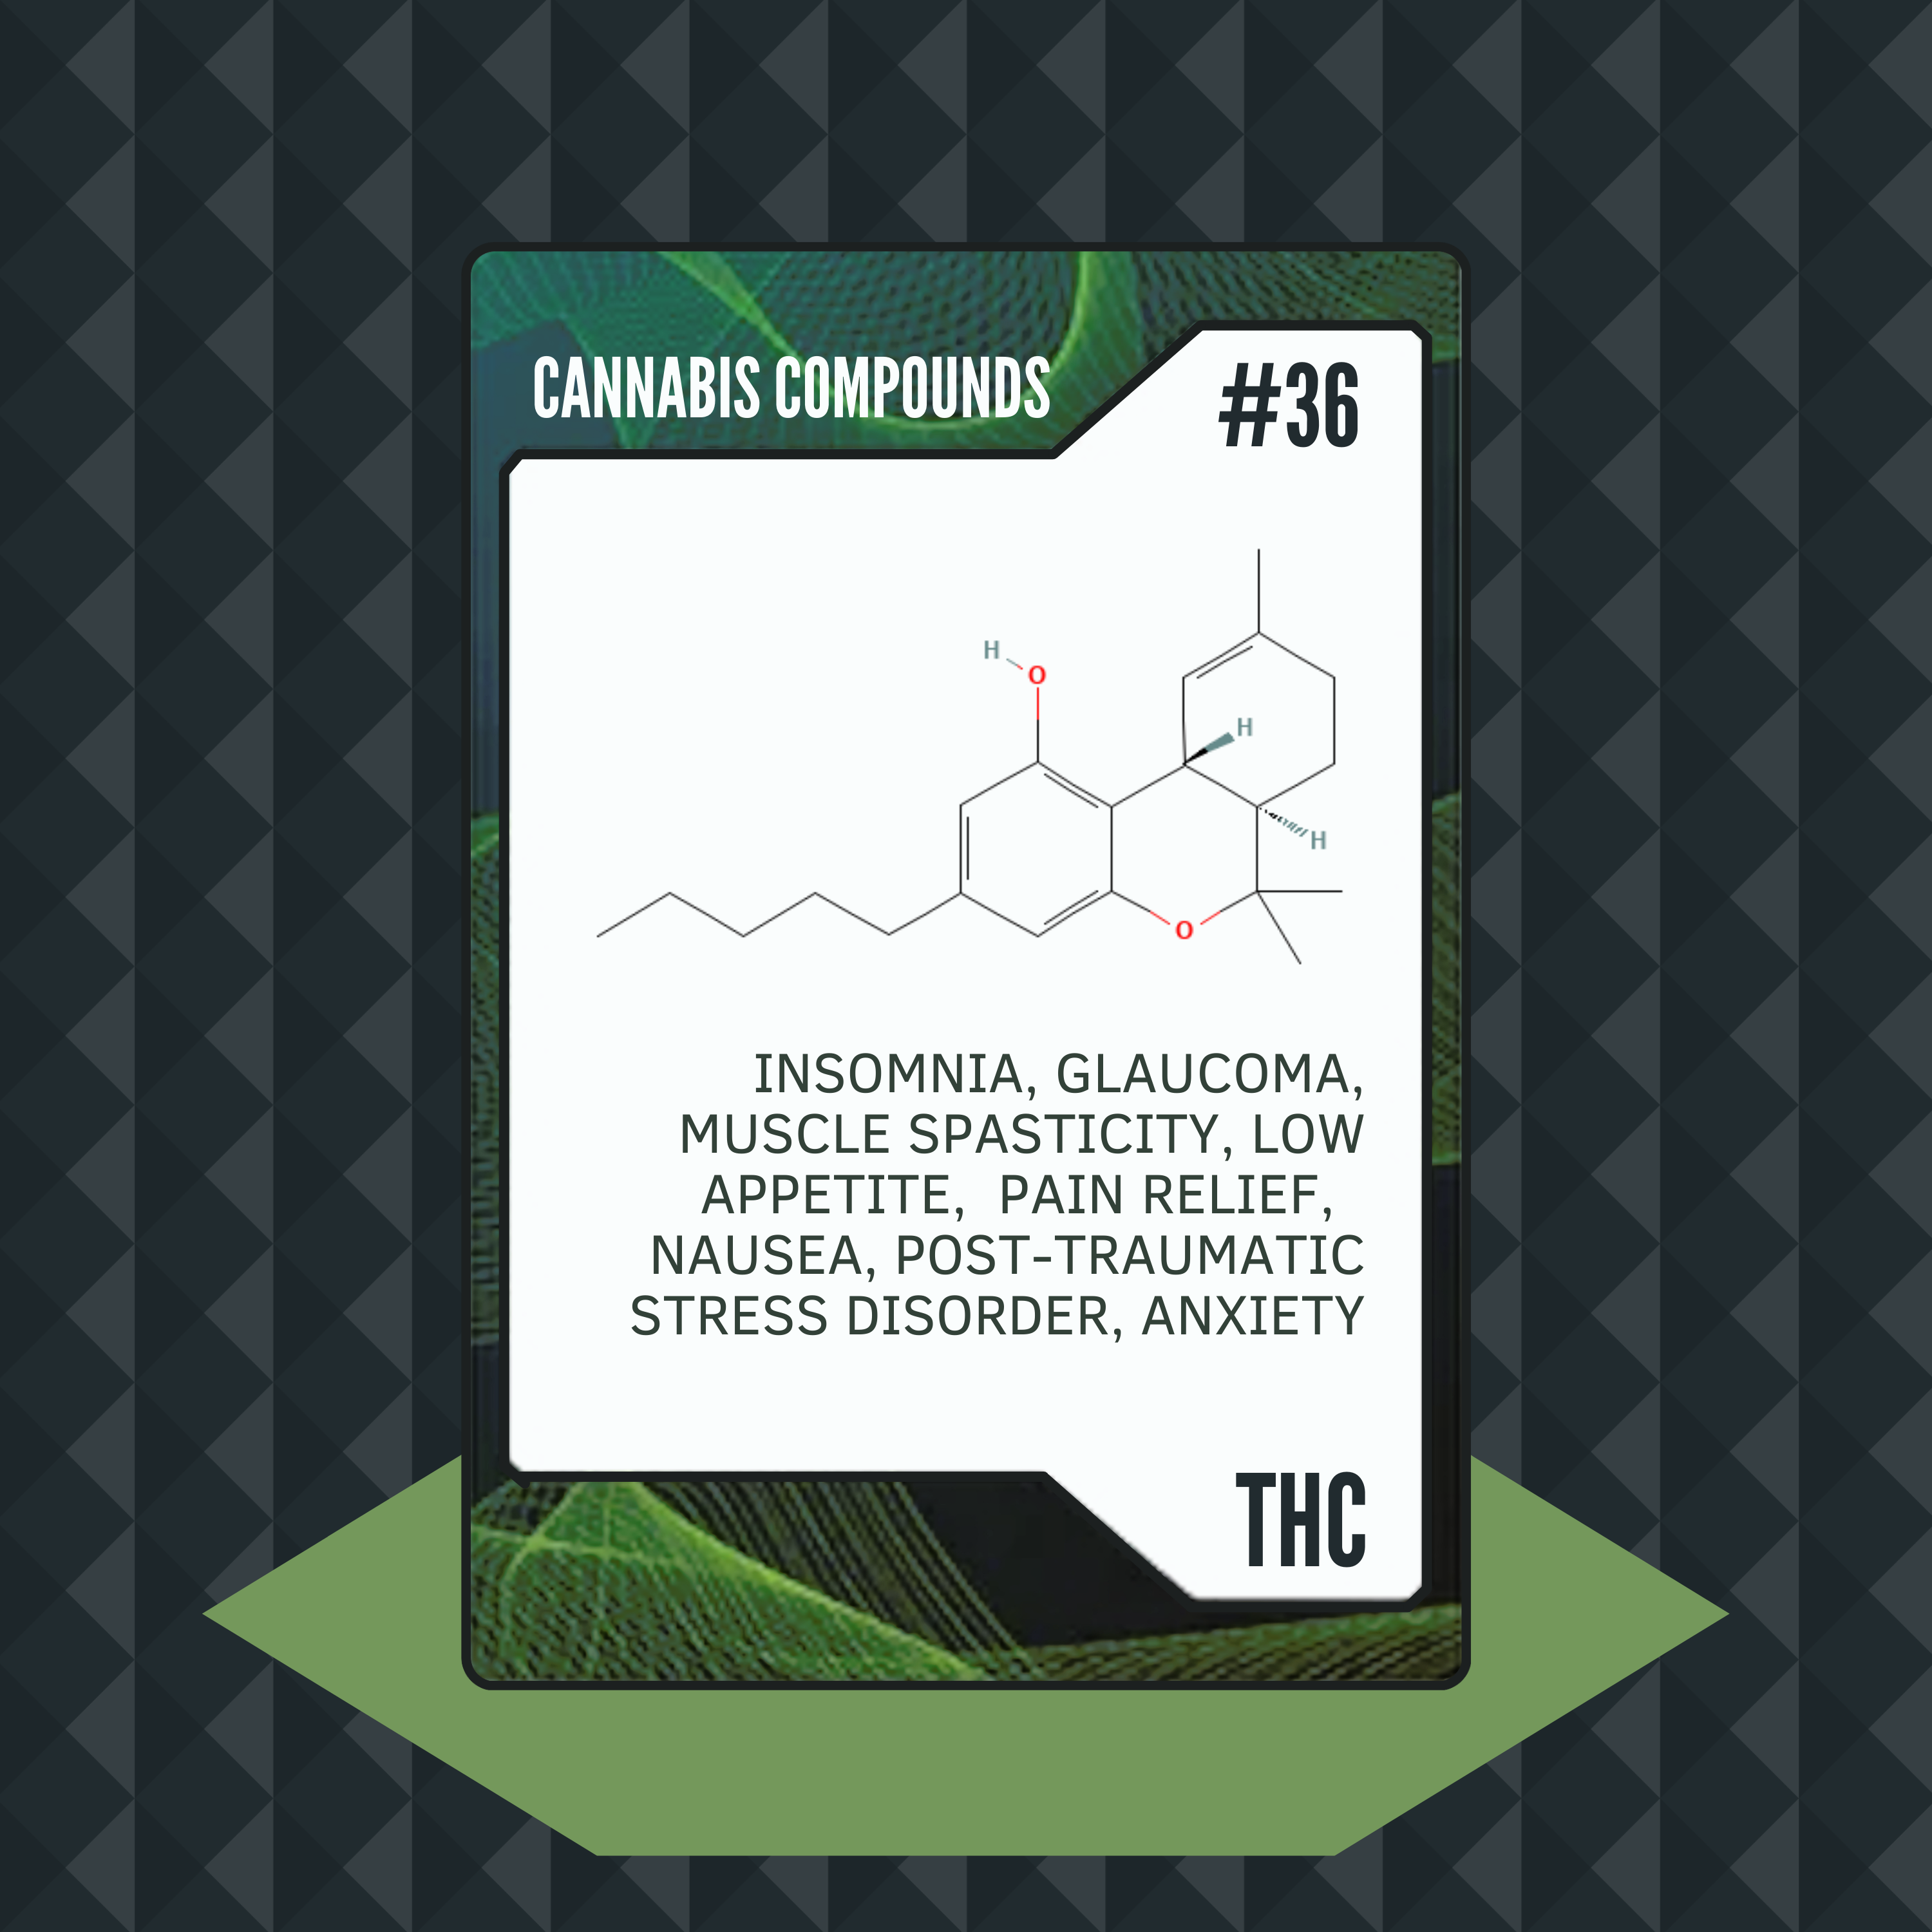 CANNABIS COMPOUNDS
#36
H
O
H
H
O
INSOMNIA, GLAUCOMA,
MUSCLE SPASTICITY, LOW
APPETITE,  PAIN RELIEF,
NAUSEA, POST-TRAUMATIC
STRESS DISORDER, ANXIETY
THC